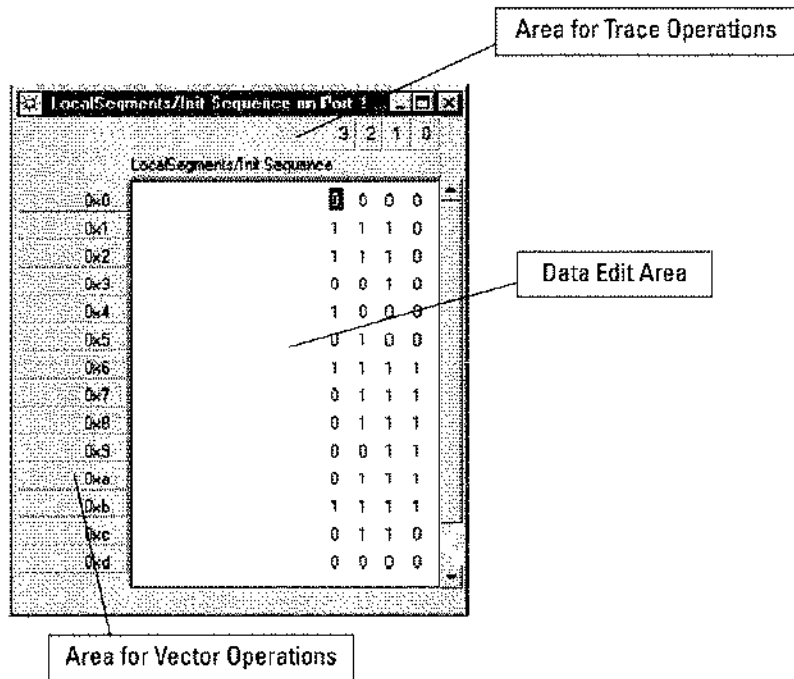 Area for Trace Operations
LocalSegments/Init Sequence on Port 1
3 2 1 0
LocalSegments/Init Sequence
0x0 0 0 0 0
0x1 1 1 1 0
0x2 1 1 1 0
0x3 0 0 1 0
Data Edit Area
0x4 1 0 0 0
0x5 0 1 0 0
0x6 1 1 1 1
0x7 0 1 1 1
0x8 0 1 1 1
0x9 0 0 1 1
0xa 0 1 1 1
0xb 1 1 1 1
0xc 0 1 1 0
0xd 0 0 0 0
Area for Vector Operations